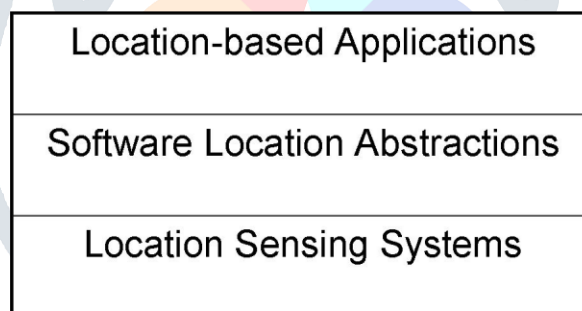 Location-based Applications
Software Location Abstractions
Location Sensing Systems